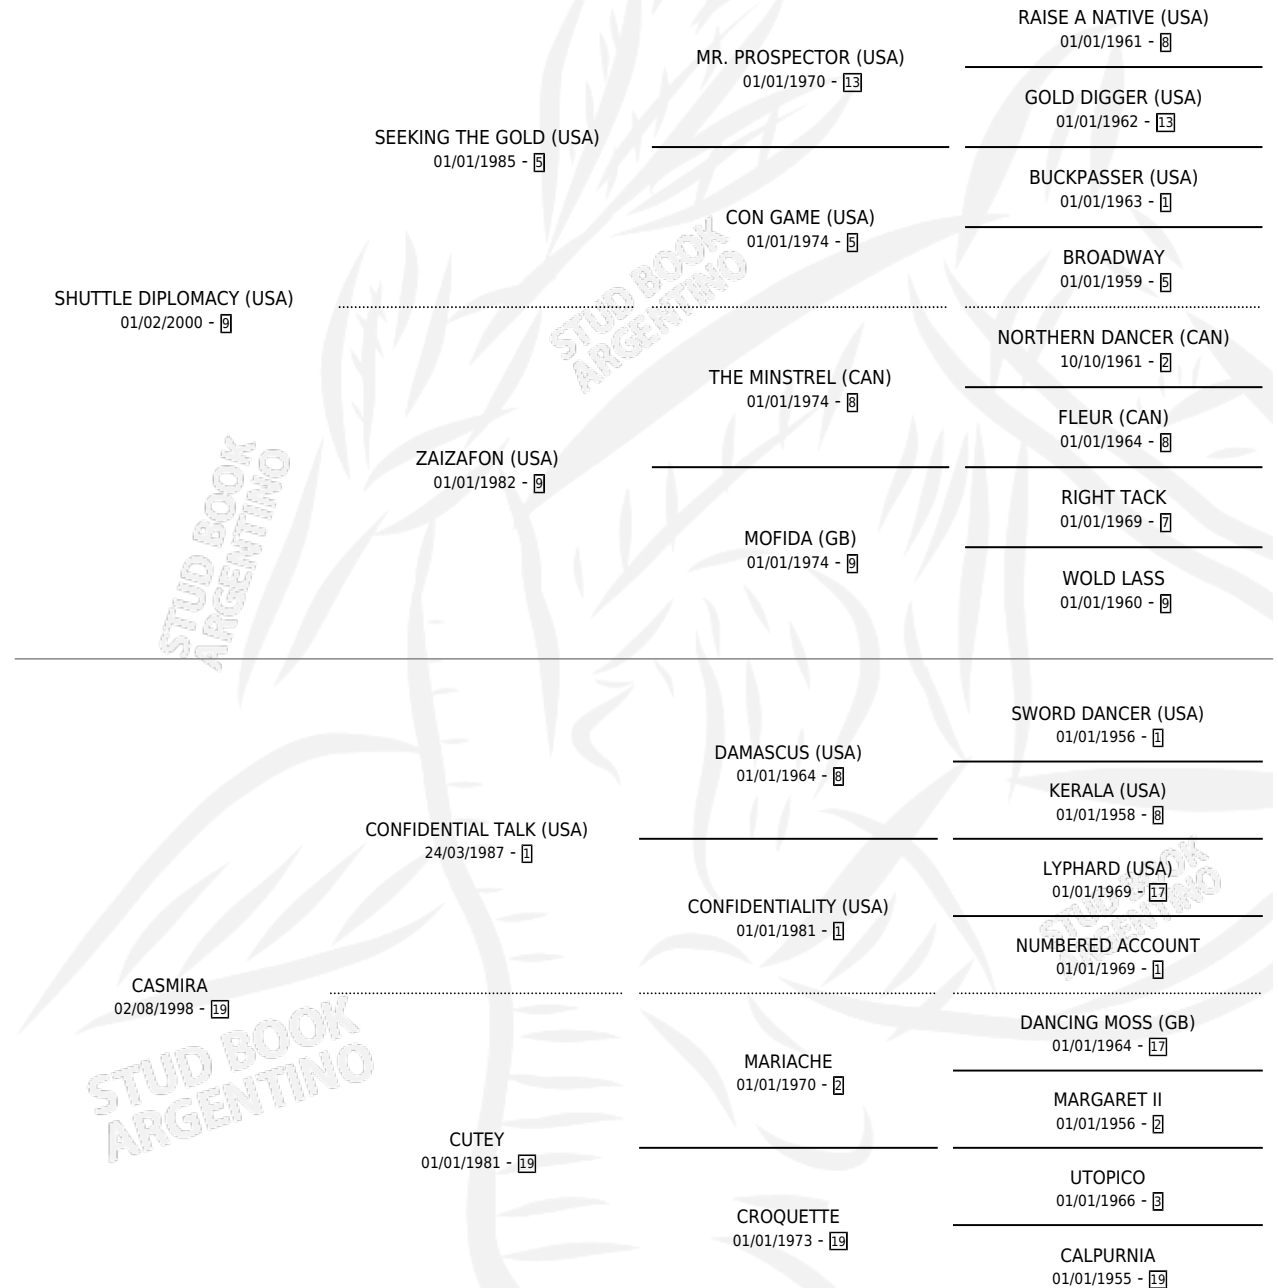 RAISE A NATIVE (USA)
01/01/1961 - 8
MR. PROSPECTOR (USA)
01/01/1970 - 13
GOLD DIGGER (USA)
01/01/1962 - 13
SEEKING THE GOLD (USA)
01/01/1985 - 5
BUCKPASSER (USA)
01/01/1963 - 1
CON GAME (USA)
01/01/1974 - 5
BROADWAY
01/01/1959 - 5
SHUTTLE DIPLOMACY (USA)
01/02/2000 - 9
STUD BOOK
ARGENTINO
NORTHERN DANCER (CAN)
10/10/1961 - 2
THE MINSTREL (CAN)
01/01/1974 - 8
FLEUR (CAN)
01/01/1964 - 8
ZAIZAFON (USA)
01/01/1982 - 9
RIGHT TACK
01/01/1969 - 7
MOFIDA (GB)
01/01/1974 - 9
WOLD LASS
01/01/1960 - 9
STUD BOOK
ARGENTINO
SWORD DANCER (USA)
01/01/1956 - 1
DAMASCUS (USA)
01/01/1964 - 8
KERALA (USA)
01/01/1958 - 8
CONFIDENTIAL TALK (USA)
24/03/1987 - 1
LYPHARD (USA)
01/01/1969 - 17
CONFIDENTIALITY (USA)
01/01/1981 - 1
NUMBERED ACCOUNT
01/01/1969 - 1
STUD BOOK
ARGENTINO
CASMIRA
02/08/1998 - 19
DANCING MOSS (GB)
01/01/1964 - 17
MARIACHE
01/01/1970 - 2
MARGARET II
01/01/1956 - 2
CUTEY
01/01/1981 - 19
UTOPICO
01/01/1966 - 3
CROQUETTE
01/01/1973 - 19
CALPURNIA
01/01/1955 - 19
STUD BOOK
ARGENTINO